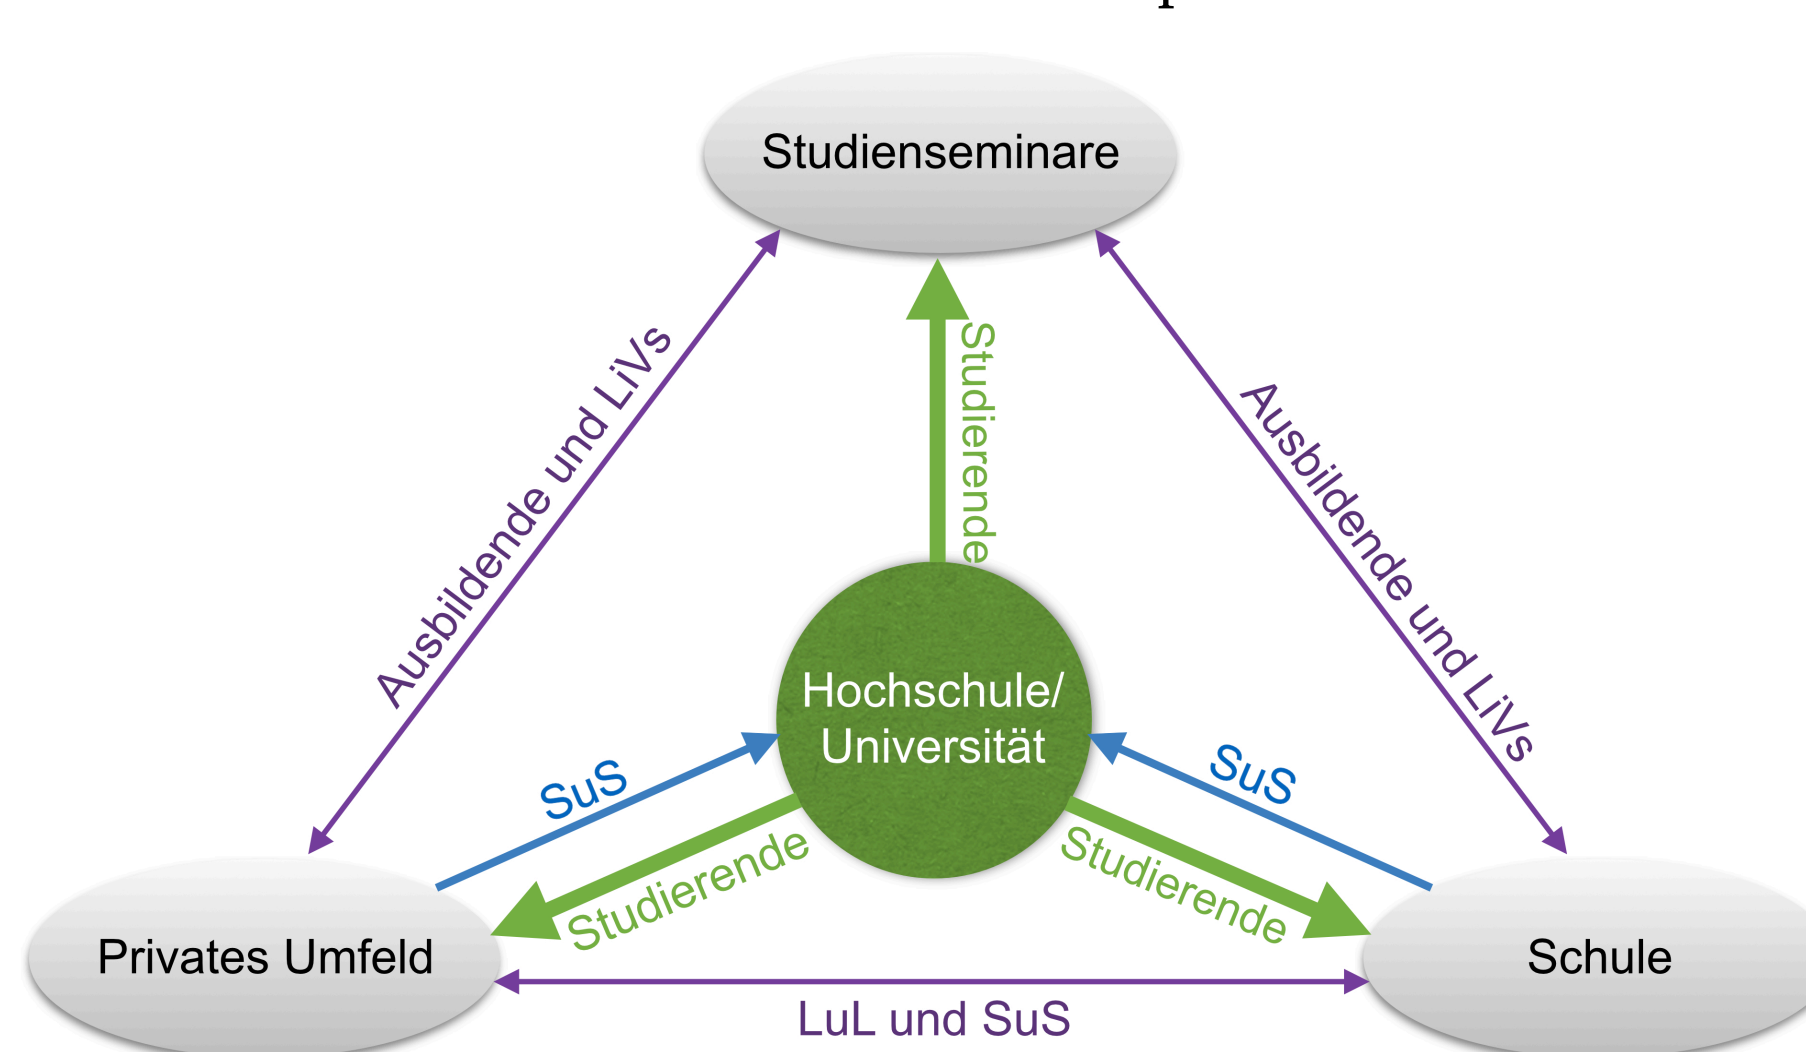 Studienseminare
Ausbildende und LiVs
Studierende
Ausbildende und LiVs
Hochschule/
Universität
SuS
SuS
Studierende
Studierende
Privates Umfeld
Schule
LuL und SuS